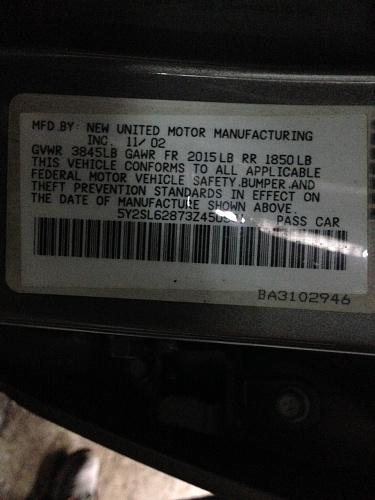 MFD.BY: NEW UNITED MOTOR MANUFACTURING
INC. 11/02
GVWR 3845LB GAWR FR 2015LB RR 1850LB
THIS VEHICLE CONFORMS TO ALL APPLICABLE
FEDERAL MOTOR VEHICLE SAFETY,BUMPER,AND
THEFT PREVENTION STANDARDS IN EFFECT ON
THE DATE OF MANUFACTURE SHOWN ABOVE.
PASS CAR
BA3102946